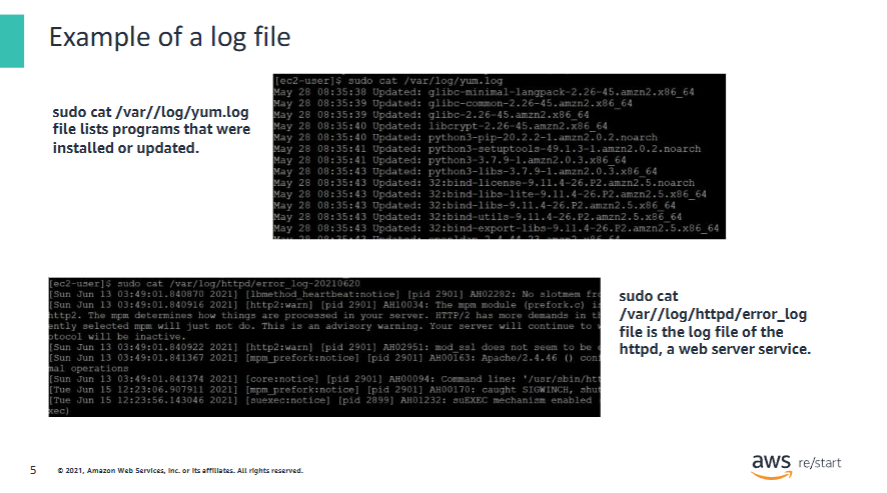 Example of a log file
sudo cat /var//log/yum.log
file lists programs that were
installed or updated.
[ec2-user]$ sudo cat /var/log/yum.log
May 28 08:35:38 Updated: glibc-minimal-langpack-2.26-45.amzn2.x86_64
May 28 08:35:39 Updated: glibc-common-2.26-45.amzn2.x86_64
May 28 08:35:39 Updated: glibc-2.26-45.amzn2.x86_64
May 28 08:35:40 Updated: libcrypt-2.26-45.amzn2.x86_64
May 28 08:35:40 Updated: python3-pip-20.2.2-1.amzn2.0.2.noarch
May 28 08:35:41 Updated: python3-setuptools-49.1.3-1.amzn2.0.2.noarch
May 28 08:35:41 Updated: python3-3.7.9-1.amzn2.0.3.x86_64
May 28 08:35:43 Updated: python3-libs-3.7.9-1.amzn2.0.3.x86_64
May 28 08:35:43 Updated: 32:bind-license-9.11.4-26.P2.amzn2.5.noarch
May 28 08:35:43 Updated: 32:bind-libs-lite-9.11.4-26.P2.amzn2.5.x86_64
May 28 08:35:43 Updated: 32:bind-libs-9.11.4-26.P2.amzn2.5.x86_64
May 28 08:35:43 Updated: 32:bind-utils-9.11.4-26.P2.amzn2.5.x86_64
May 28 08:35:43 Updated: 32:bind-export-libs-9.11.4-26.P2.amzn2.5.x86_64
[ec2-user]$ sudo cat /var/log/httpd/error_log-20210620
[Sun Jun 13 03:49:01.840870 2021] [lbmethod_heartbeat:notice] [pid 2901] AH02282: No slotmem
[Sun Jun 13 03:49:01.840916 2021] [http2:warn] [pid 2901] AH10034: The mpm module (prefork.c)
http2. The mpm determines how things are processed in your server. HTTP/2 has more demands in
ently selected mpm will just not do. This is an advisory warning. Your server will continue to
otocol will be inactive.
[Sun Jun 13 03:49:01.840922 2021] [http2:warn] [pid 2901] AH02951: mod_ssl does not seem to be
[Sun Jun 13 03:49:01.841367 2021] [mpm_prefork:notice] [pid 2901] AH00163: Apache/2.4.46 ()
mal operations
[Sun Jun 13 03:49:01.841374 2021] [core:notice] [pid 2901] AH00094: Command line: '/usr/sbin/
[Tue Jun 15 12:23:06.907911 2021] [mpm_prefork:notice] [pid 2901] AH00170: caught SIGWINCH,
[Tue Jun 15 12:23:56.143046 2021] [suexec:notice] [pid 2899] AH01232: suEXEC mechanism enabled
xec)
sudo cat
/var//log/httpd/error_log
file is the log file of the
httpd, a web server service.
5
© 2021, Amazon Web Services, Inc. or its affiliates. All rights reserved.
aws re/start